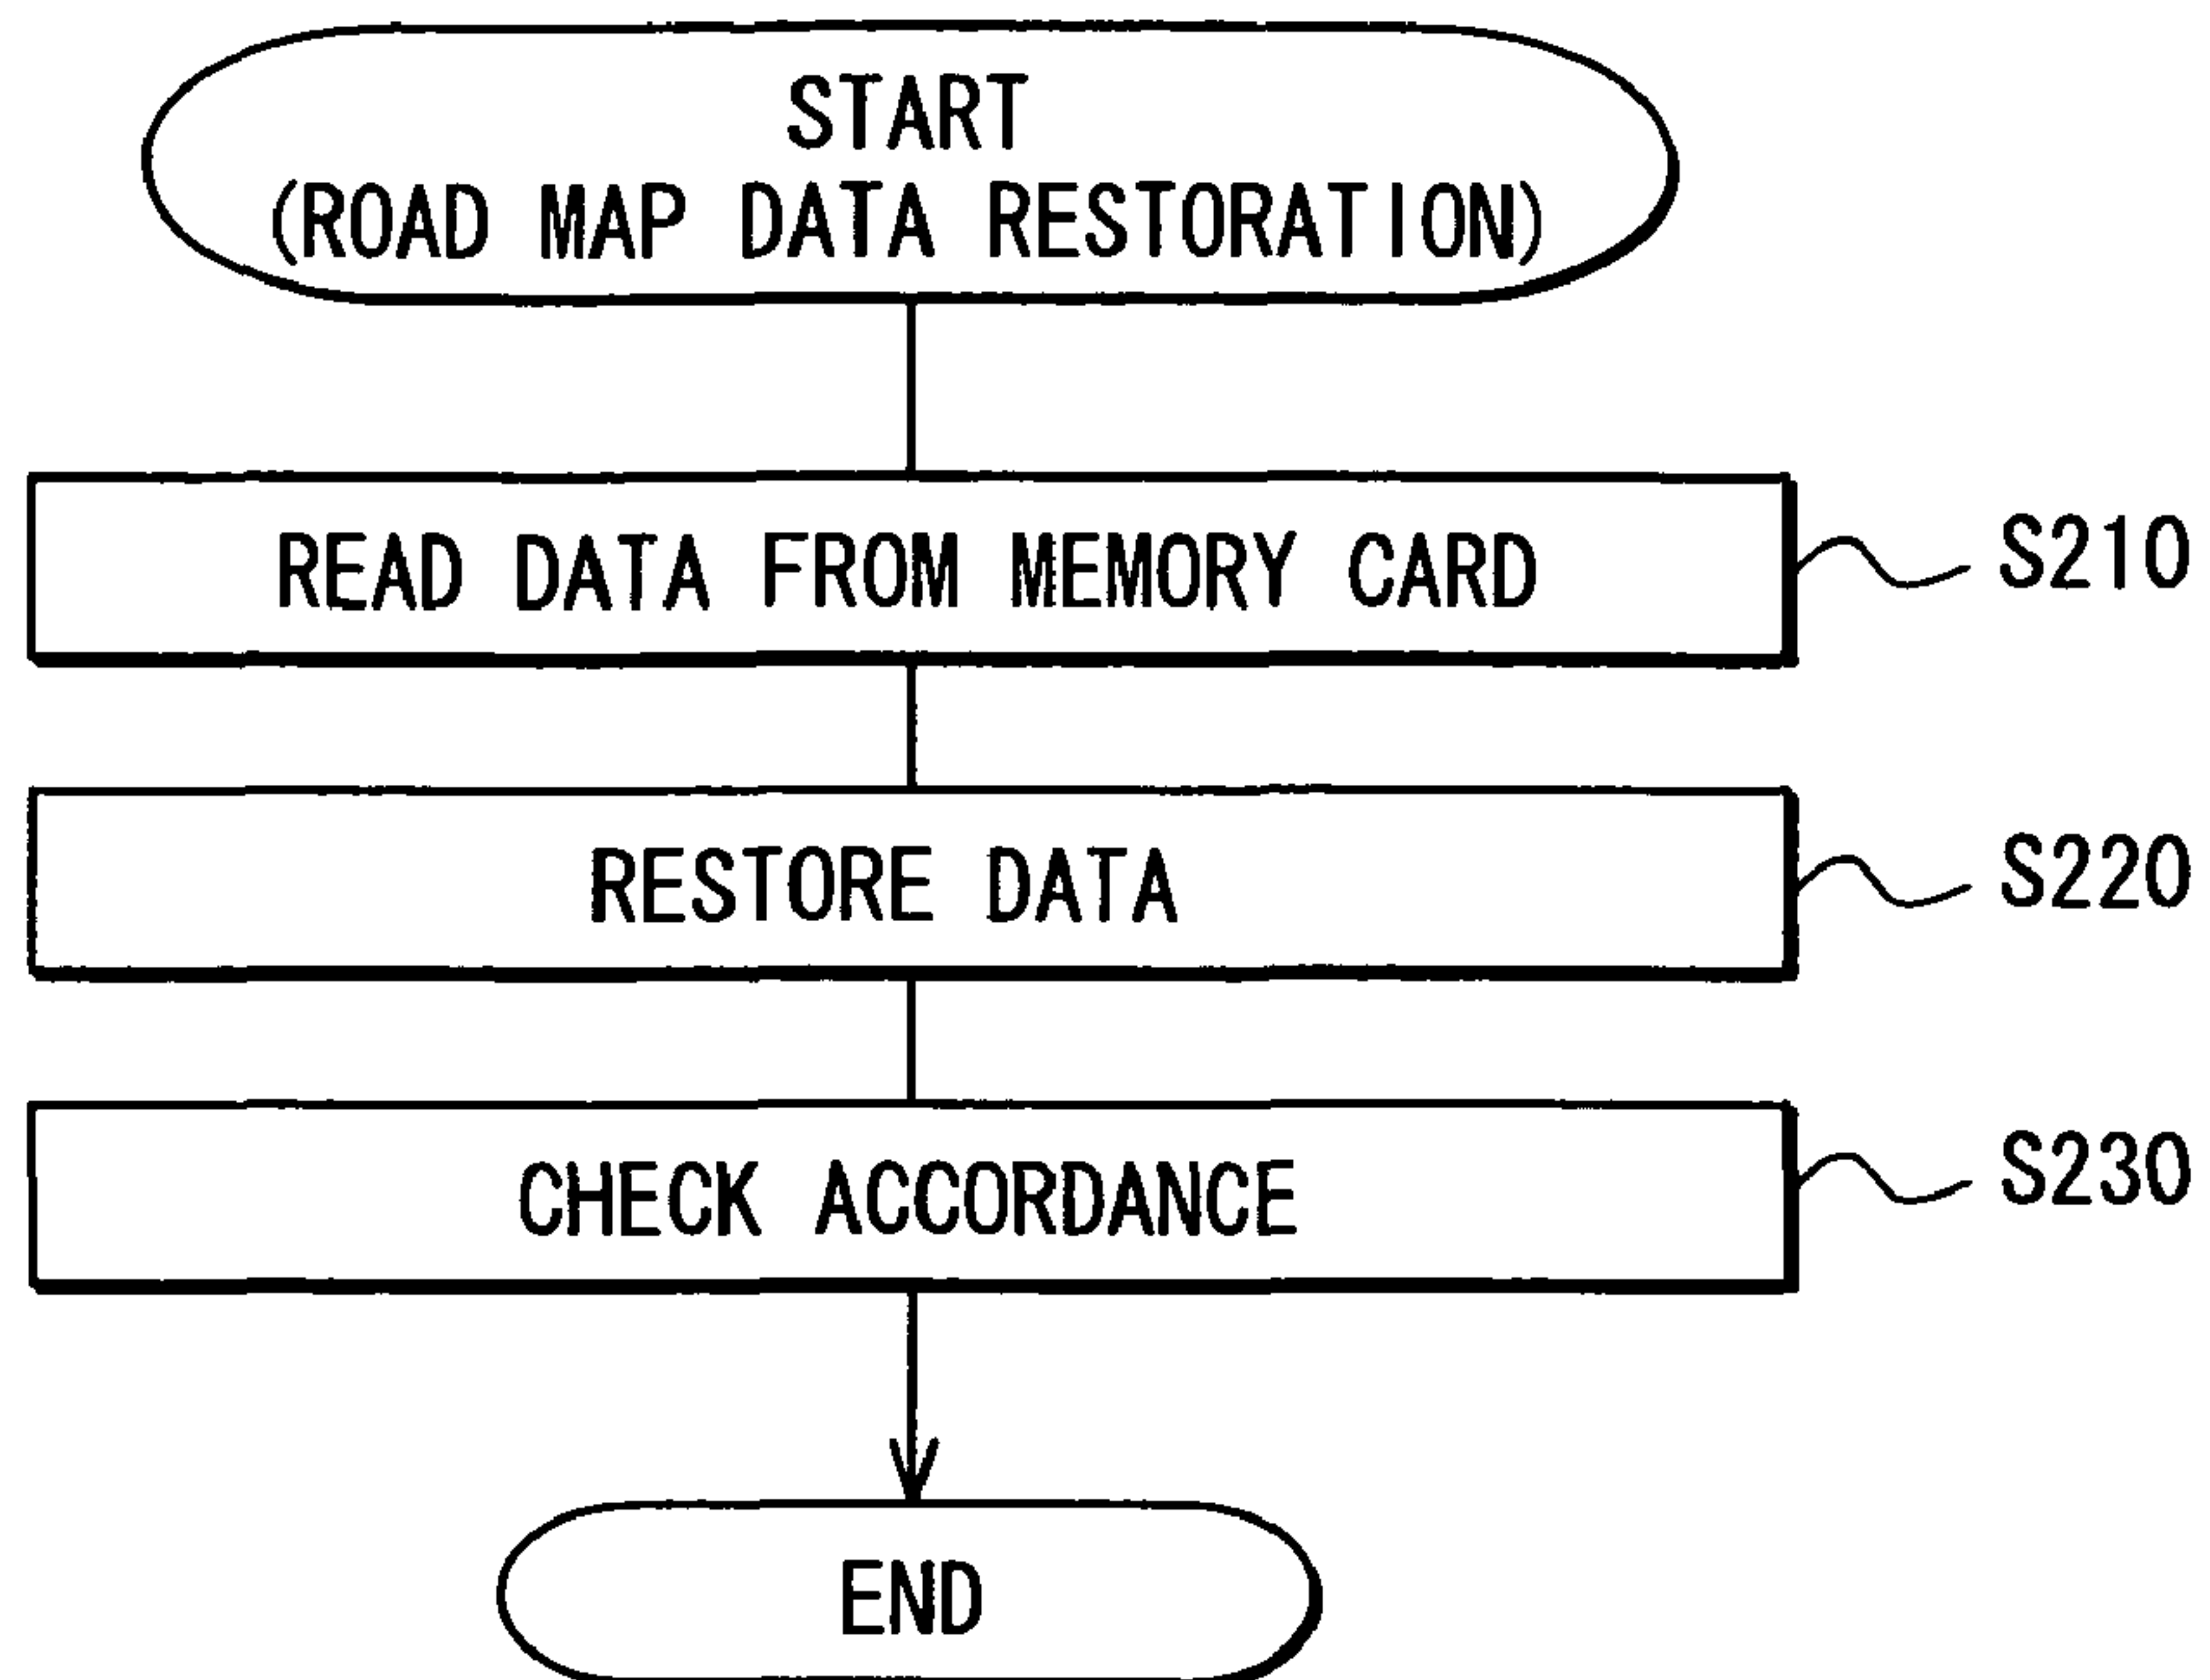 START
(ROAD MAP DATA RESTORATION)
READ DATA FROM MEMORY CARD
S210
RESTORE DATA
S220
CHECK ACCORDANCE
S230
END